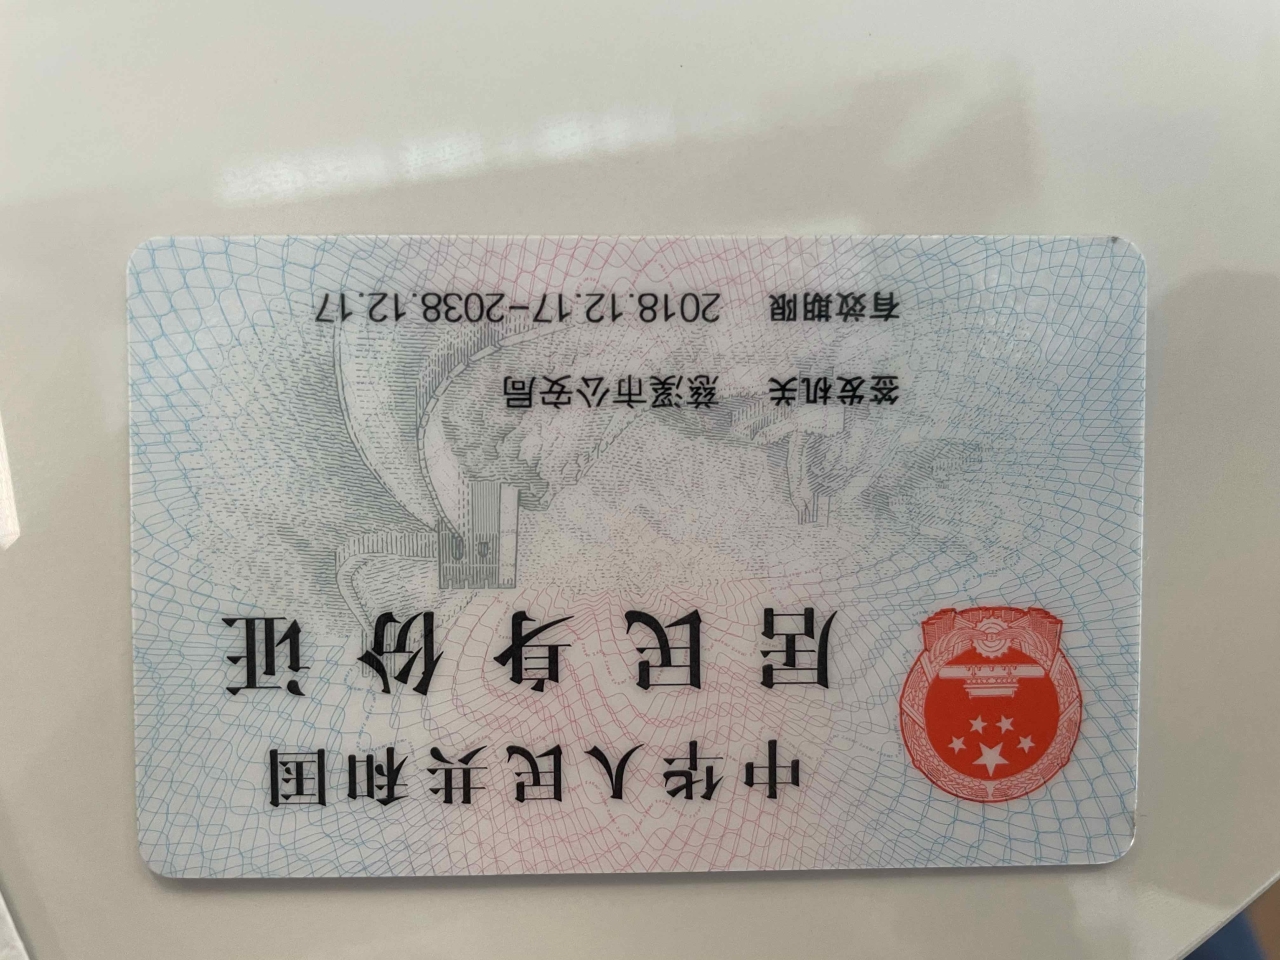 中华人民共和国
居民身份证
签发机关 慈溪市公安局
有效期限 2018.12.17-2038.12.17